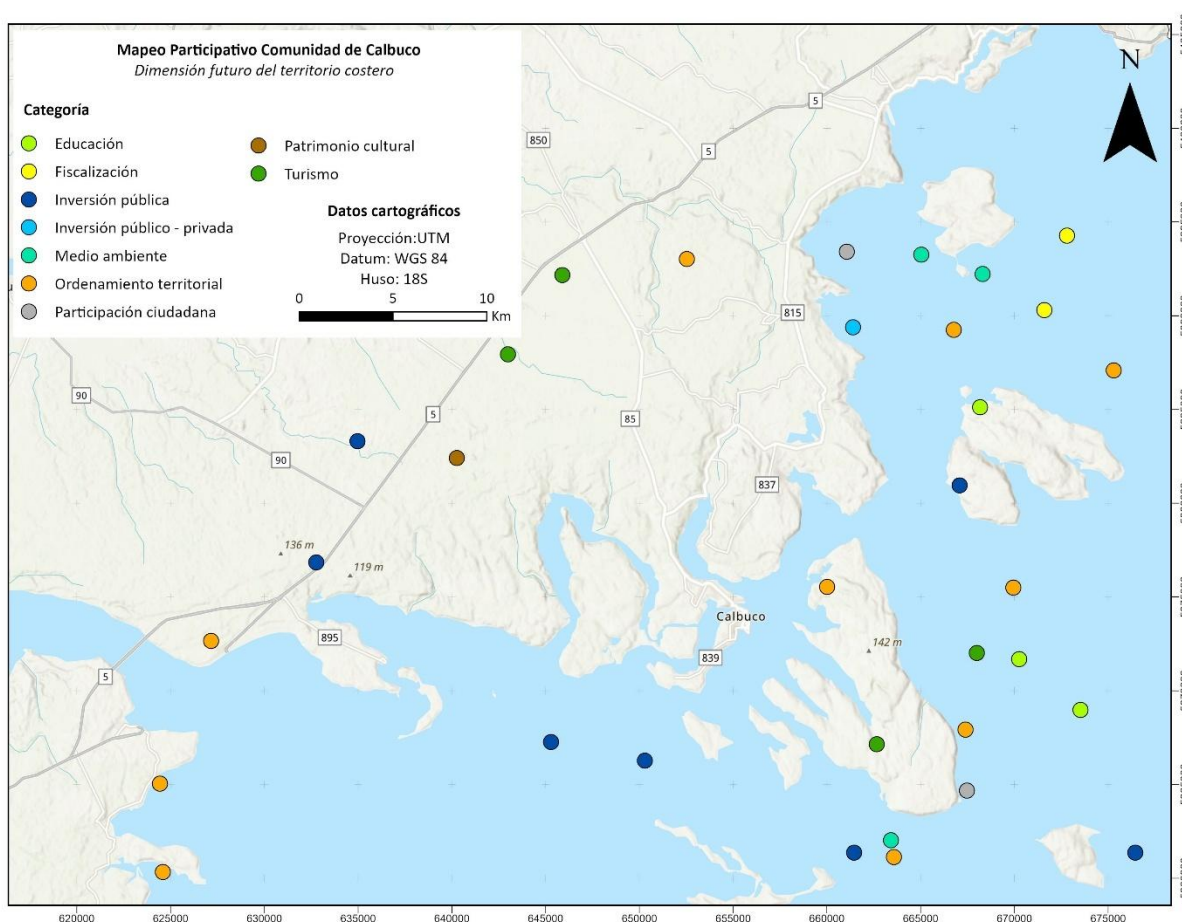 Mapeo Participativo Comunidad de Calbuco
Dimensión futuro del territorio costero
Categoría
Educación
Fiscalización
Inversión pública
Inversión público - privada
Medio ambiente
Ordenamiento territorial
Participación ciudadana
Patrimonio cultural
Turismo
Datos cartográficos
Proyección:UTM
Datum: WGS 84
Huso: 18S
0 5 10
Km
N
5
850
5
815
90
5
85
90
837
136 m
119 m
Calbuco
895
142 m
839
5
620000 625000 630000 635000 640000 645000 650000 655000 660000 665000 670000 675000